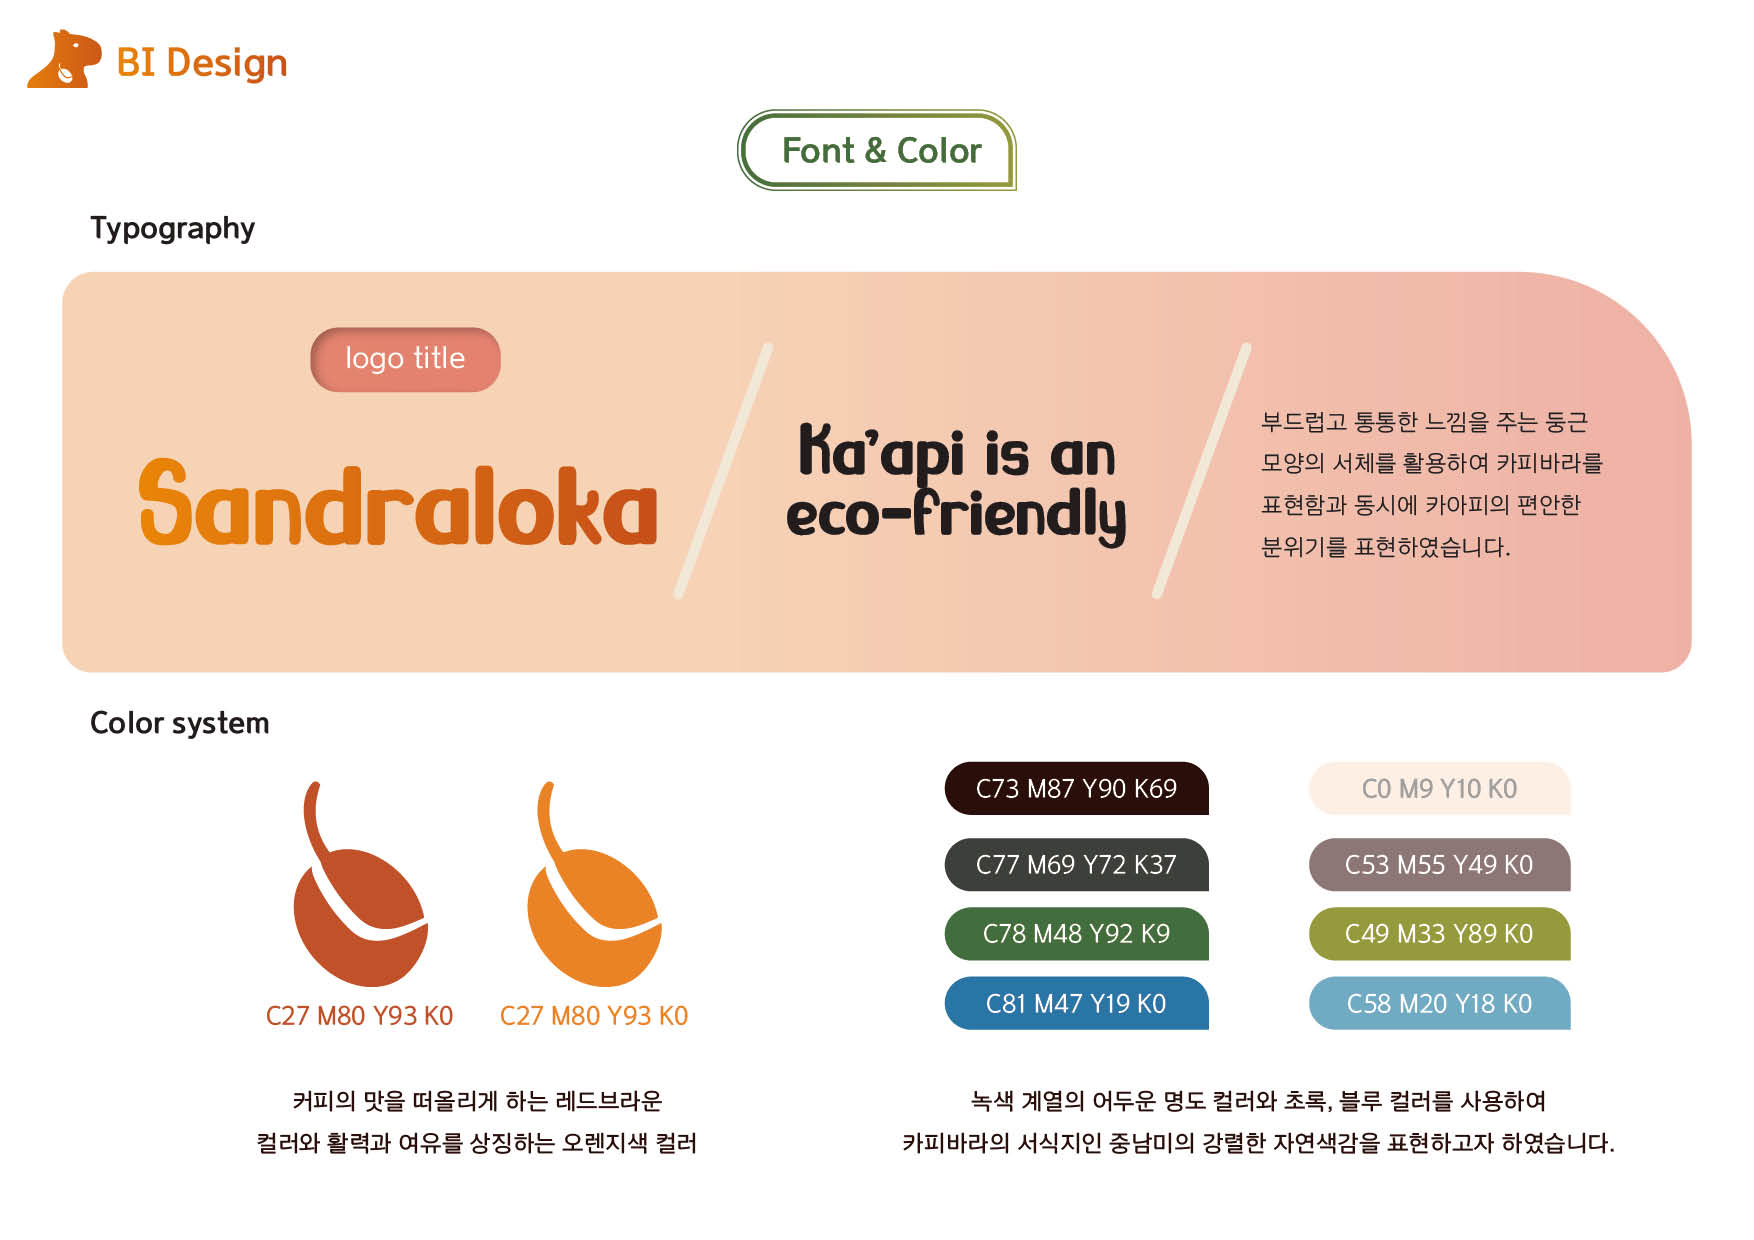 BI Design
Font & Color
Typography
logo title
Sandraloka
Ka’api is an
eco-friendly
부드럽고 통통한 느낌을 주는 둥근
모양의 서체를 활용하여 카피바라를
표현함과 동시에 카아피의 편안한
분위기를 표현하였습니다.
Color system
C27 M80 Y93 K0
C27 M80 Y93 K0
커피의 맛을 떠올리게 하는 레드브라운
컬러와 활력과 여유를 상징하는 오렌지색 컬러
C73 M87 Y90 K69
C0 M9 Y10 K0
C77 M69 Y72 K37
C53 M55 Y49 K0
C78 M48 Y92 K9
C49 M33 Y89 K0
C81 M47 Y19 K0
C58 M20 Y18 K0
녹색 계열의 어두운 명도 컬러와 초록, 블루 컬러를 사용하여
카피바라의 서식지인 중남미의 강렬한 자연색감을 표현하고자 하였습니다.